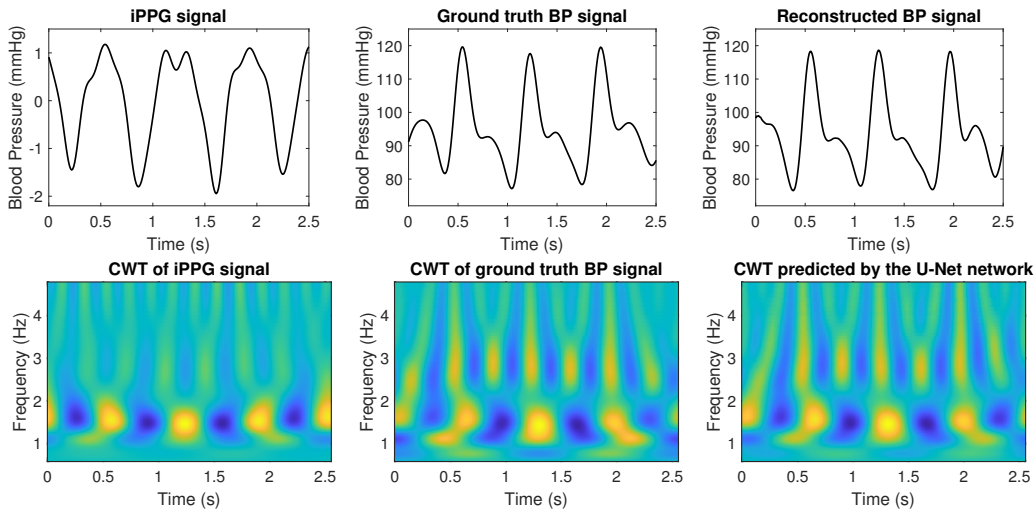 iPPG signal
Blood Pressure (mmHg)
1
0
-1
-2
0 0.5 1 1.5 2 2.5
Time (s)
Ground truth BP signal
Blood Pressure (mmHg)
120
100
80
0 0.5 1 1.5 2 2.5
Time (s)
Reconstructed BP signal
Blood Pressure (mmHg)
120
100
80
0 0.5 1 1.5 2 2.5
Time (s)
CWT of iPPG signal
Frequency (Hz)
4
3
2
1
0 0.5 1 1.5 2 2.5
Time (s)
CWT of ground truth BP signal
Frequency (Hz)
4
3
2
1
0 0.5 1 1.5 2 2.5
Time (s)
CWT predicted by the U-Net network
Frequency (Hz)
4
3
2
1
0 0.5 1 1.5 2 2.5
Time (s)